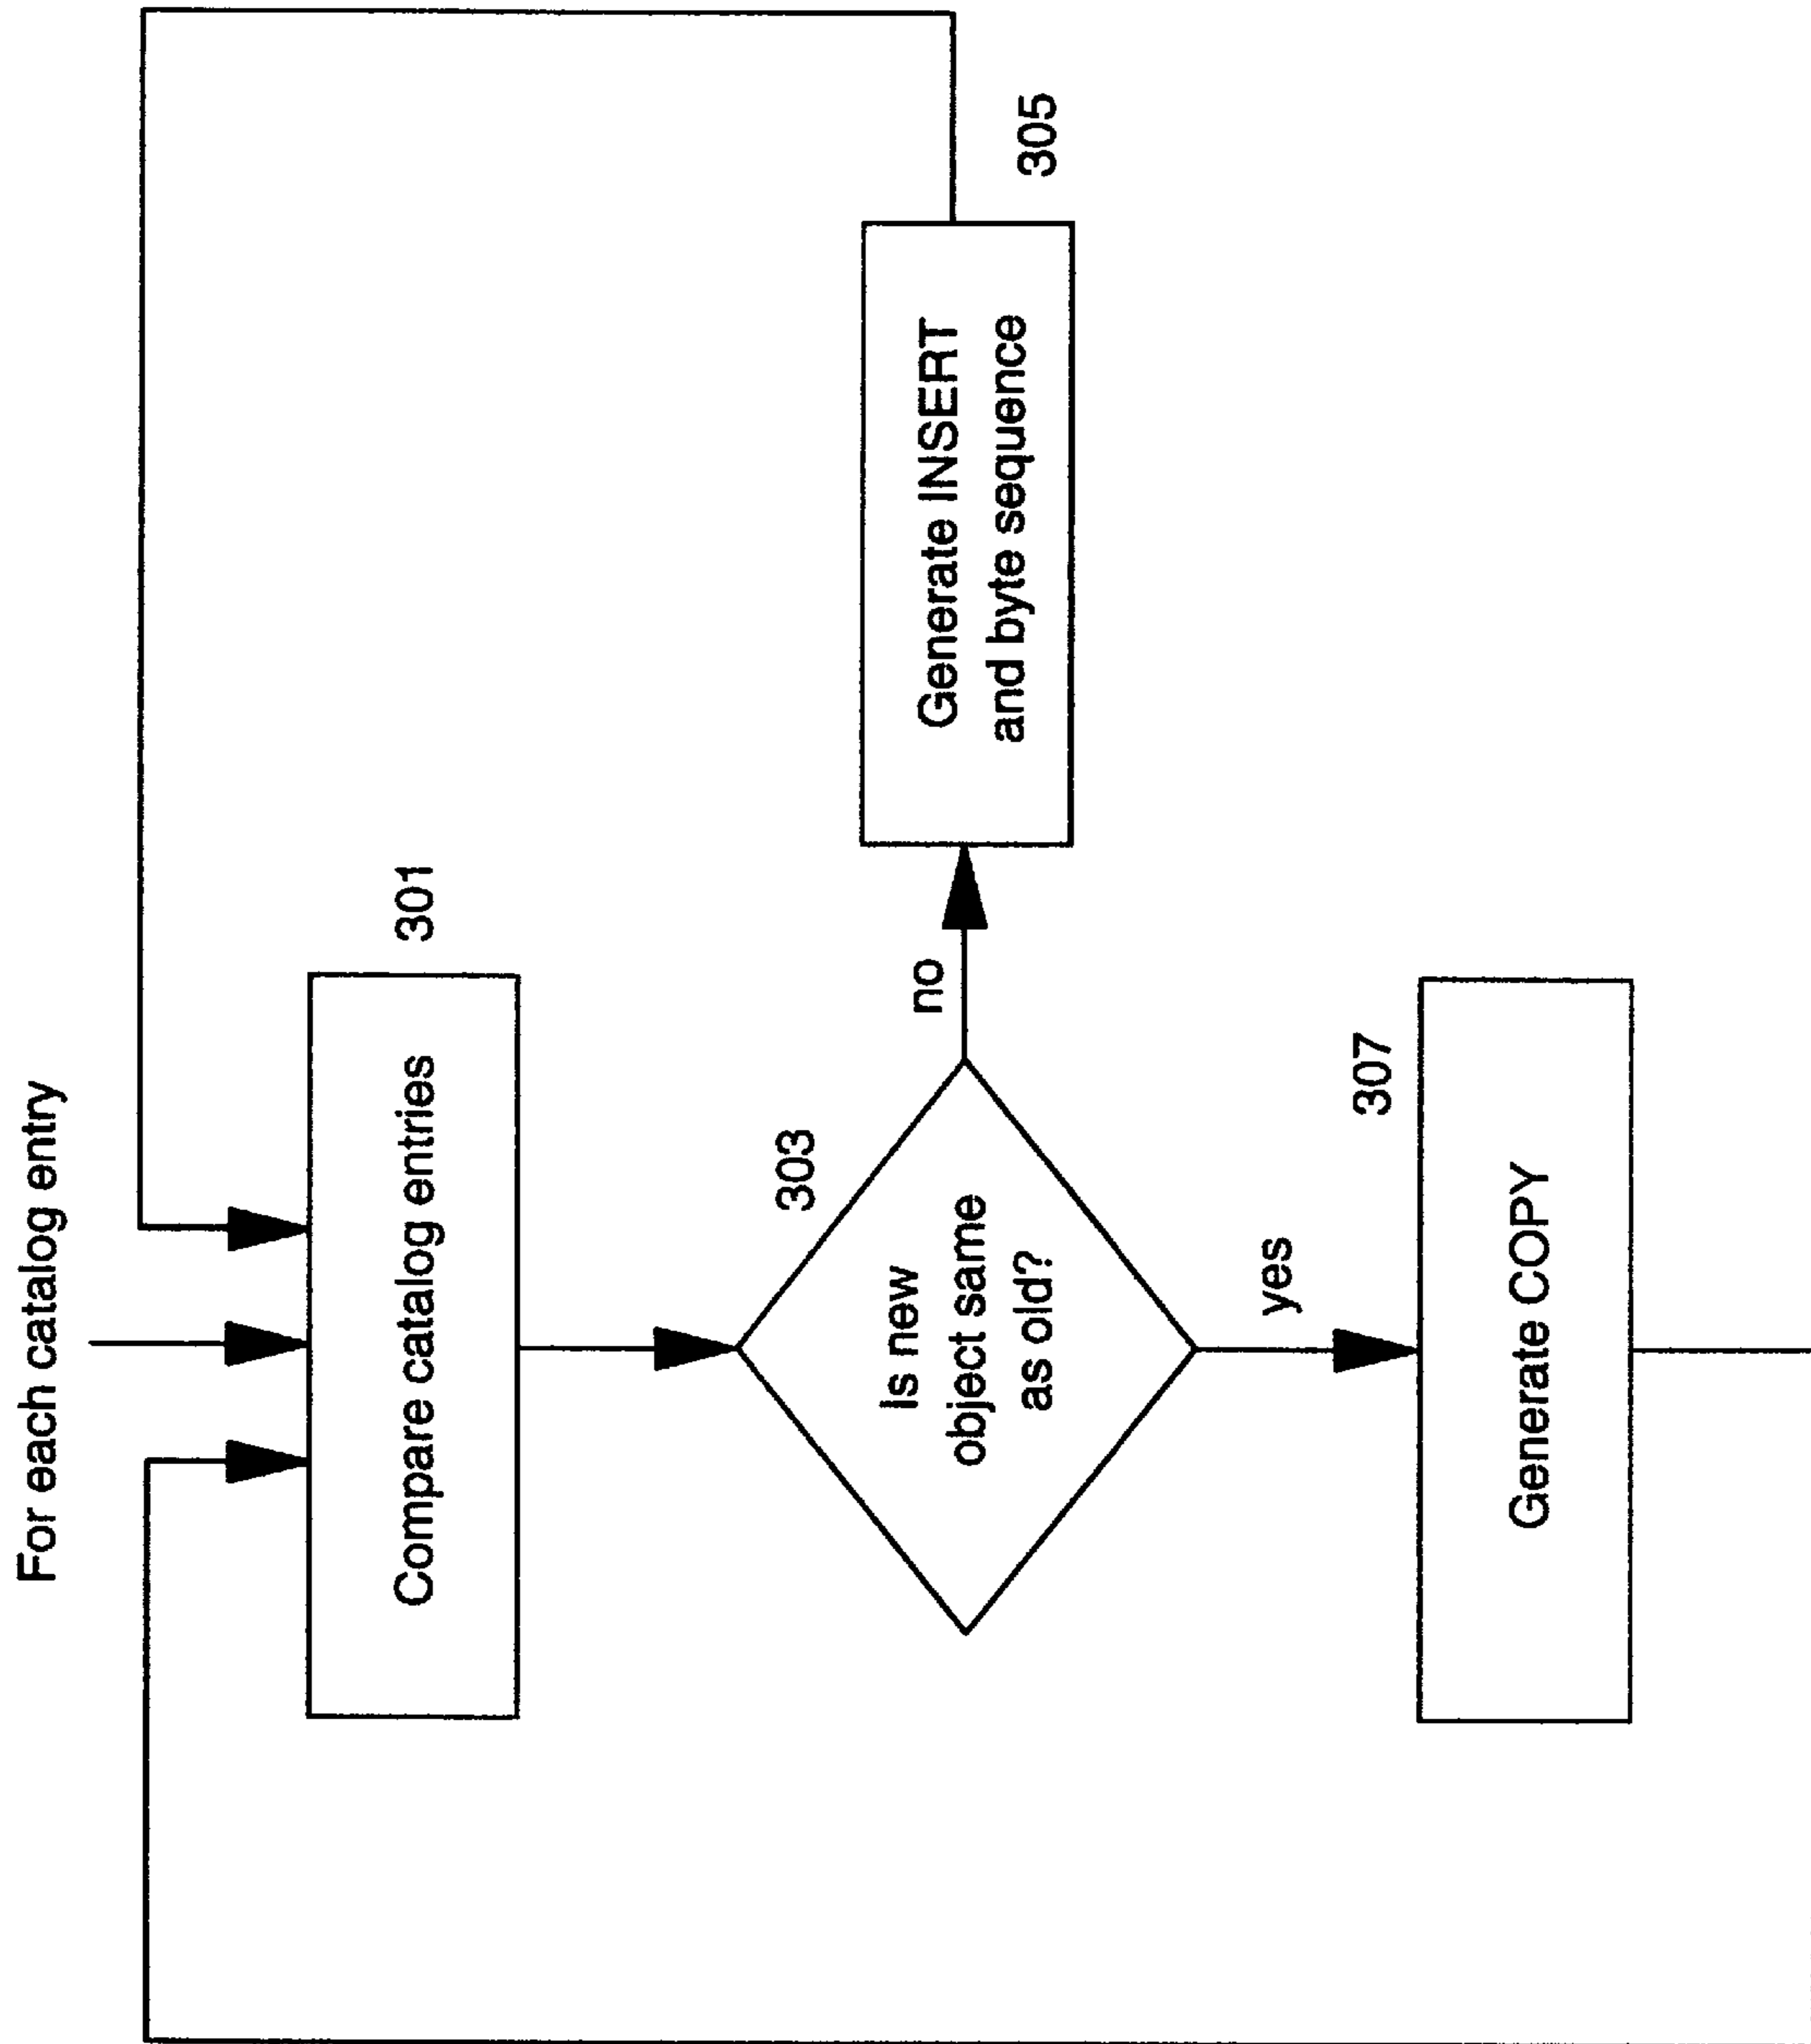 For each catalog entry
Compare catalog entries
301
303
Is new
object same
as old?
no
Generate INSERT
and byte sequence
305
yes
307
Generate COPY